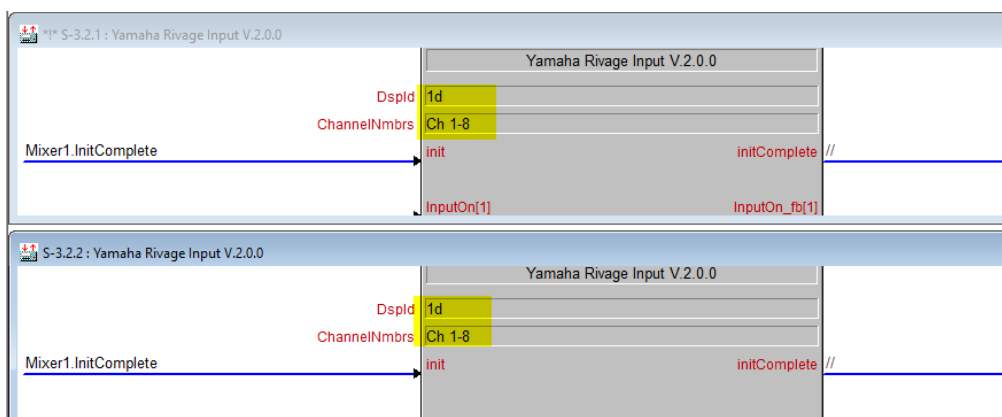 *!* S-3.2.1 : Yamaha Rivage Input V.2.0.0
Yamaha Rivage Input V.2.0.0
DspId 1d
ChannelNmbrs Ch 1-8
Mixer1.InitComplete init initComplete //
InputOn[1] InputOn_fb[1]
S-3.2.2 : Yamaha Rivage Input V.2.0.0
Yamaha Rivage Input V.2.0.0
DspId 1d
ChannelNmbrs Ch 1-8
Mixer1.InitComplete init initComplete //